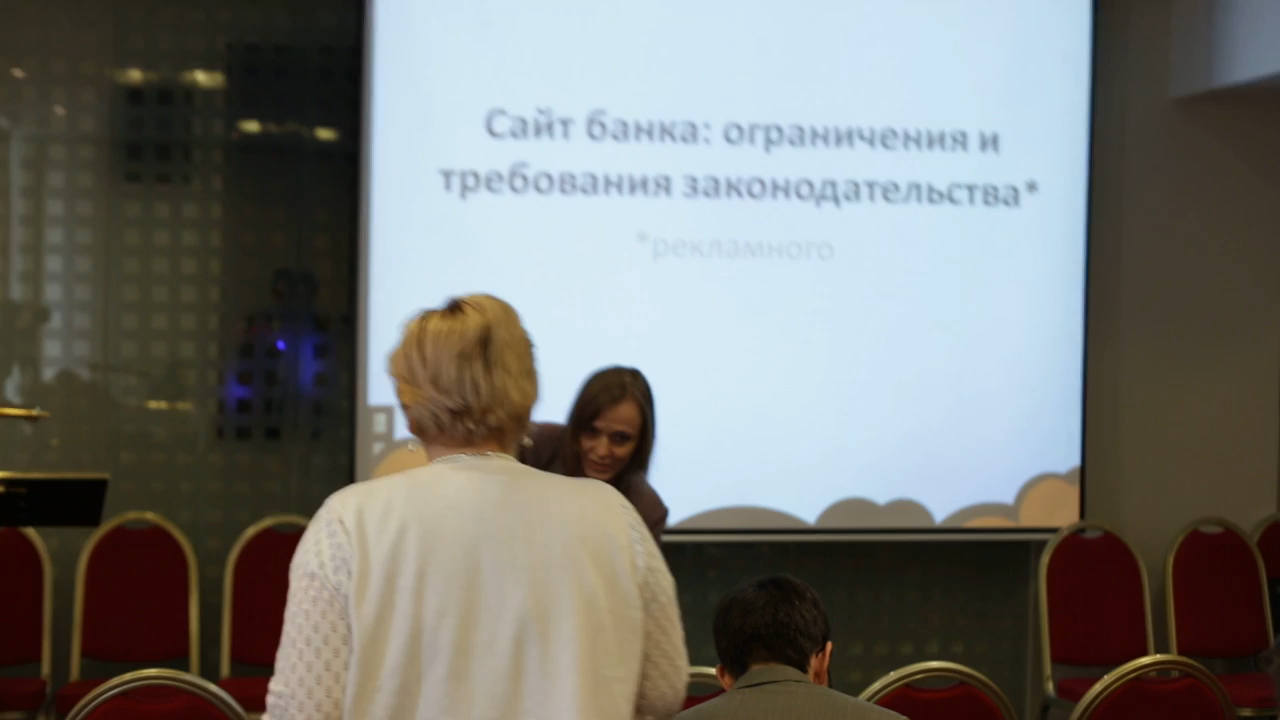 Сайт банка: ограничения и
требования законодательства*
*рекламного